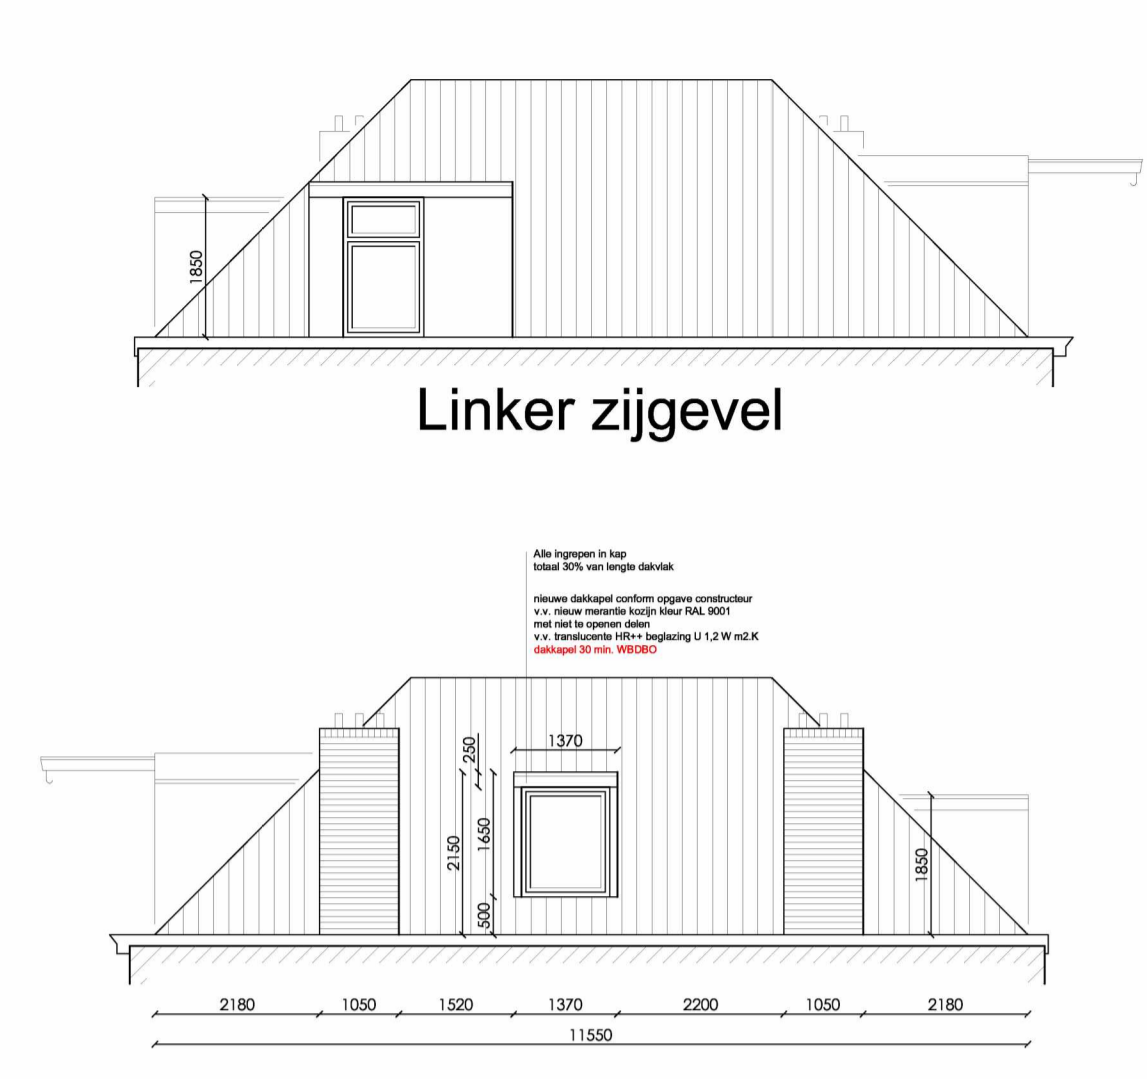 1850
Linker zijgevel
Alle ingrepen in kap
totaal 30% van lengte dakvlak
nieuwe dakkapel conform opgave constructeur
v.v. nieuw merantie kozijn kleur RAL 9001
met niet te openen delen
v.v. translucente HR++ beglazing U 1,2 W m2.K
dakkapel 30 min. WBDBO
250
1370
2150
1650
500
1850
2180 1050 1520 1370 2200 1050 2180
11550